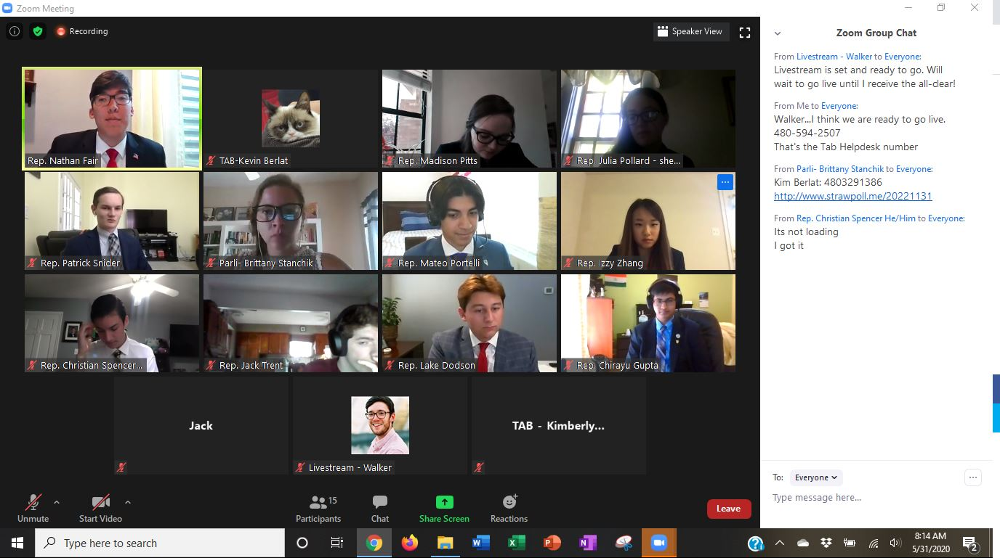 Zoom Meeting
Recording
Speaker View
Rep. Nathan Fair
TAB-Kevin Berlat
Rep. Madison Pitts
Rep. Julia Pollard - she...
Rep. Patrick Snider
Parli- Brittany Stanchik
Rep. Mateo Portelli
Rep. Izzy Zhang
Rep. Christian Spencer...
Rep. Jack Trent
Rep. Lake Dodson
Rep. Chirayu Gupta
Jack
Livestream - Walker
TAB - Kimberly...
Unmute
Start Video
15
Participants
Chat
Share Screen
Reactions
Leave
Zoom Group Chat
From Livestream - Walker to Everyone:
Livestream is set and ready to go. Will
wait to go live until I receive the all-clear!
From Me to Everyone:
Walker...I think we are ready to go live.
480-594-2507
That's the Tab Helpdesk number
From Parli- Brittany Stanchik to Everyone:
Kim Berlat: 4803291386
http://www.strawpoll.me/20221131
From Rep. Christian Spencer He/Him to Everyone:
Its not loading
I got it
To: Everyone
Type message here...
Type here to search
8:14 AM
5/31/2020
2